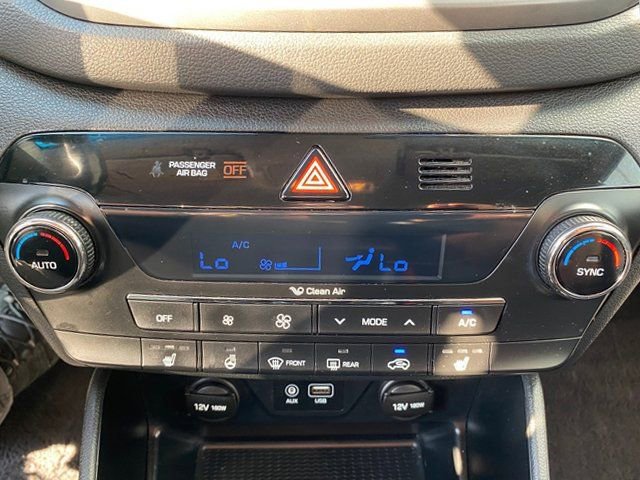 PASSENGER
AIR BAG OFF
A/C
Lo Lo
Clean Air
AUTO SYNC
OFF MODE A/C
FRONT REAR
12V 180W AUX USB 12V 180W